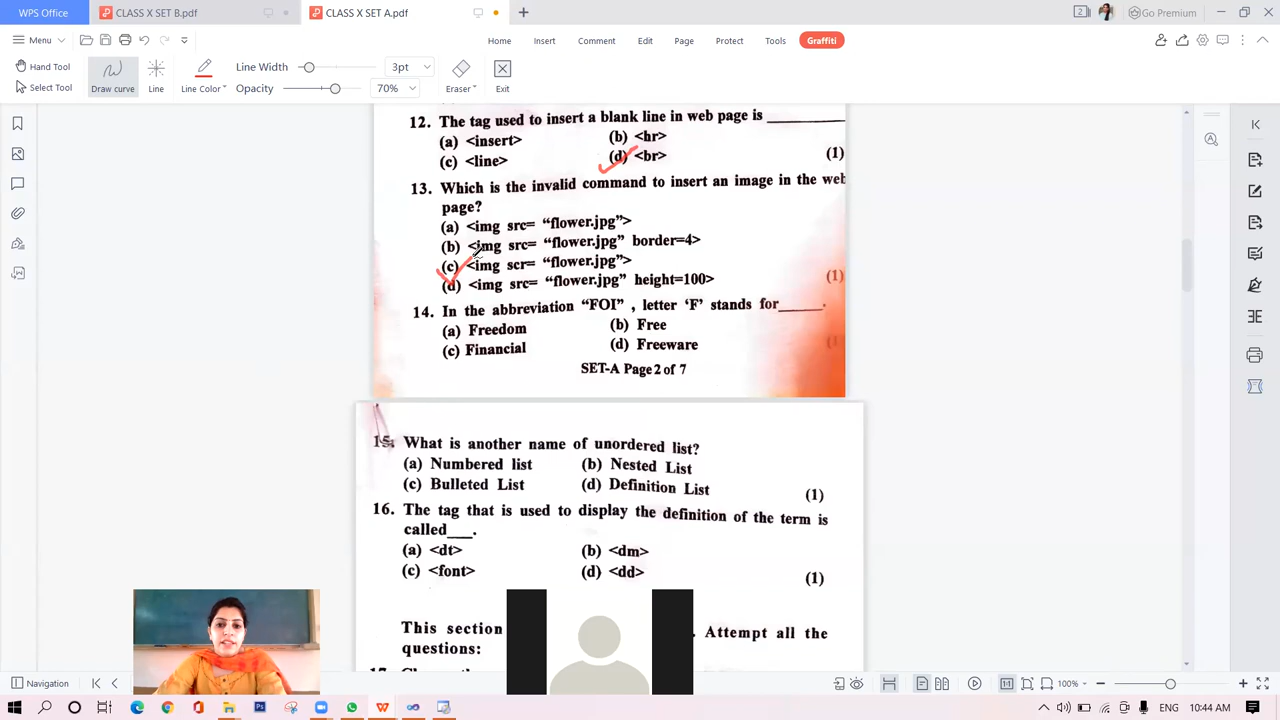 WPS Office
CLASS X SET B.pdf
CLASS X SET A.pdf
Go Premium
Menu
Home
Insert
Comment
Edit
Page
Protect
Tools
Graffiti
Hand Tool
Select Tool
Draw curve
Line
Line Color
Line Width
3pt
Opacity
70%
Eraser
Exit
12. The tag used to insert a blank line in web page is __________
(a) <insert> (b) <hr>
(c) <line> (d) <br> (1)
13. Which is the invalid command to insert an image in the web
page?
(a) <img src= “flower.jpg”>
(b) <img src= “flower.jpg” border=4>
(c) <img scr= “flower.jpg”>
(d) <img src= “flower.jpg” height=100> (1)
14. In the abbreviation “FOI” , letter ‘F’ stands for______.
(a) Freedom (b) Free
(c) Financial (d) Freeware (1)
SET-A Page 2 of 7
15. What is another name of unordered list?
(a) Numbered list (b) Nested List
(c) Bulleted List (d) Definition List (1)
16. The tag that is used to display the definition of the term is
called___.
(a) <dt> (b) <dm>
(c) <font> (d) <dd> (1)
This section . Attempt all the
questions:
Navigation
100%
10:44 AM